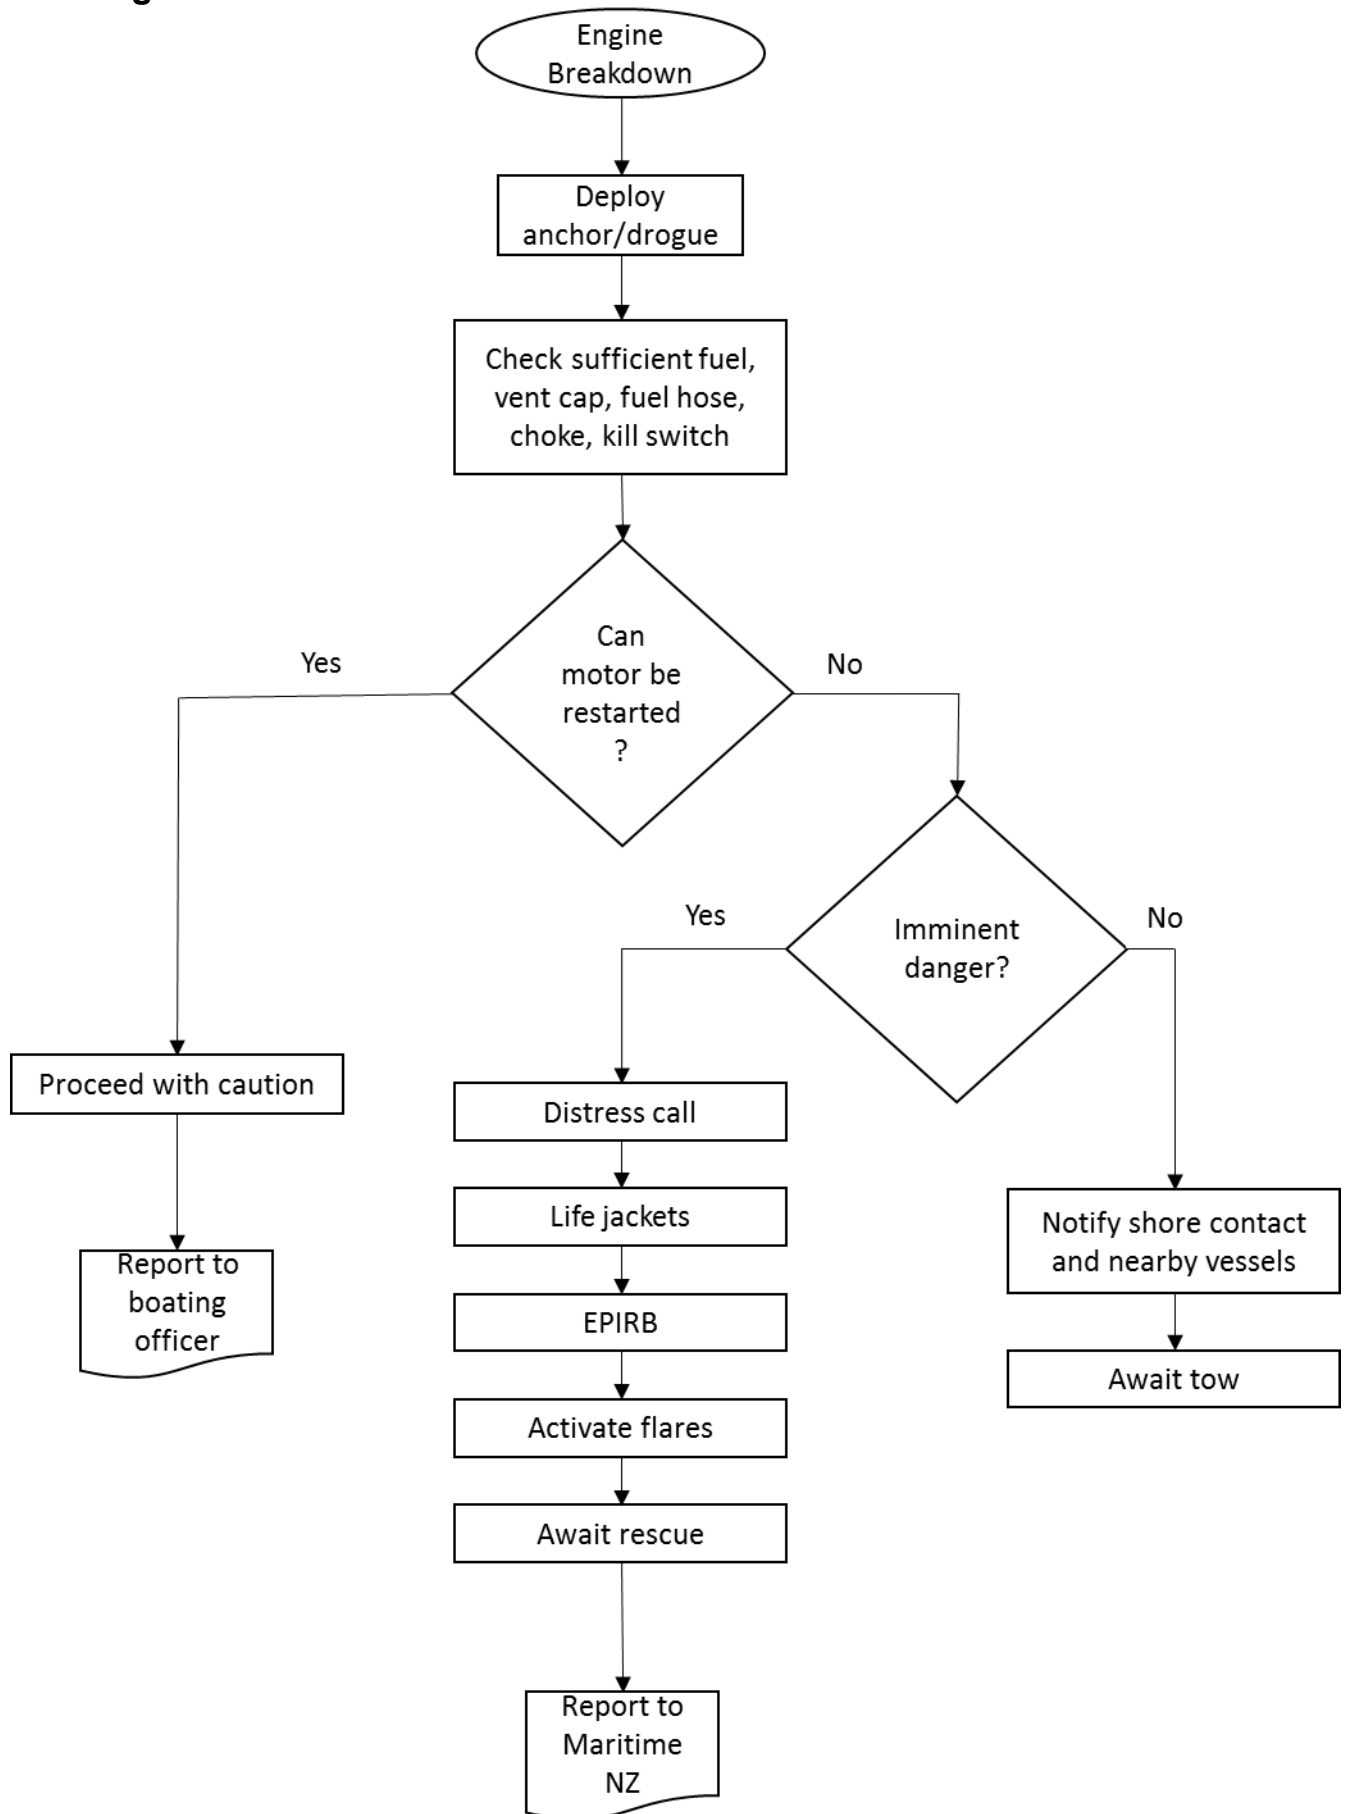 Engine
Breakdown
Deploy
anchor/drogue
Check sufficient fuel,
vent cap, fuel hose,
choke, kill switch
Can
motor be
restarted
?
Yes
No
Imminent
danger?
Yes
No
Proceed with caution
Report to
boating
officer
Distress call
Life jackets
EPIRB
Activate flares
Await rescue
Report to
Maritime
NZ
Notify shore contact
and nearby vessels
Await tow